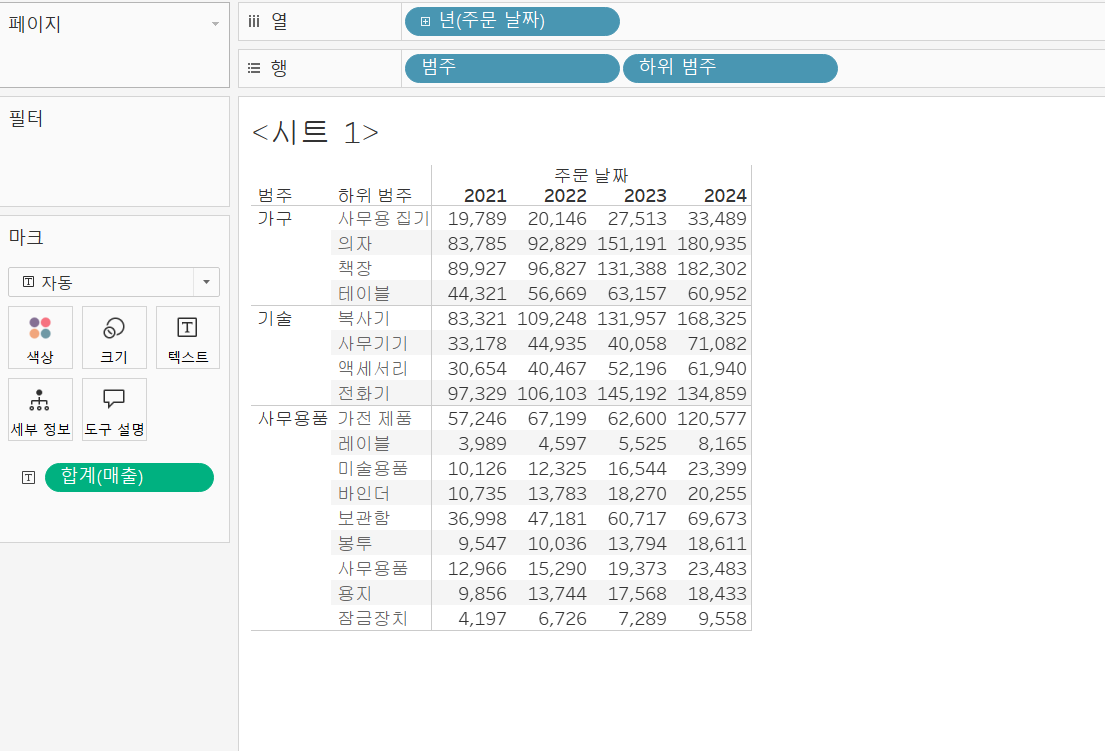 페이지
열
년(주문 날짜)
행
범주 하위 범주
필터
마크
자동
색상 크기 텍스트
세부 정보 도구 설명
합계(매출)
<시트 1>
주문 날짜
범주 하위 범주 2021 2022 2023 2024
가구 사무용 집기 19,789 20,146 27,513 33,489
의자 83,785 92,829 151,191 180,935
책장 89,927 96,827 131,388 182,302
테이블 44,321 56,669 63,157 60,952
기술 복사기 83,321 109,248 131,957 168,325
사무기기 33,178 44,935 40,058 71,082
액세서리 30,654 40,467 52,196 61,940
전화기 97,329 106,103 145,192 134,859
사무용품 가전 제품 57,246 67,199 62,600 120,577
레이블 3,989 4,597 5,525 8,165
미술용품 10,126 12,325 16,544 23,399
바인더 10,735 13,783 18,270 20,255
보관함 36,998 47,181 60,717 69,673
봉투 9,547 10,036 13,794 18,611
사무용품 12,966 15,290 19,373 23,483
용지 9,856 13,744 17,568 18,433
잠금장치 4,197 6,726 7,289 9,558